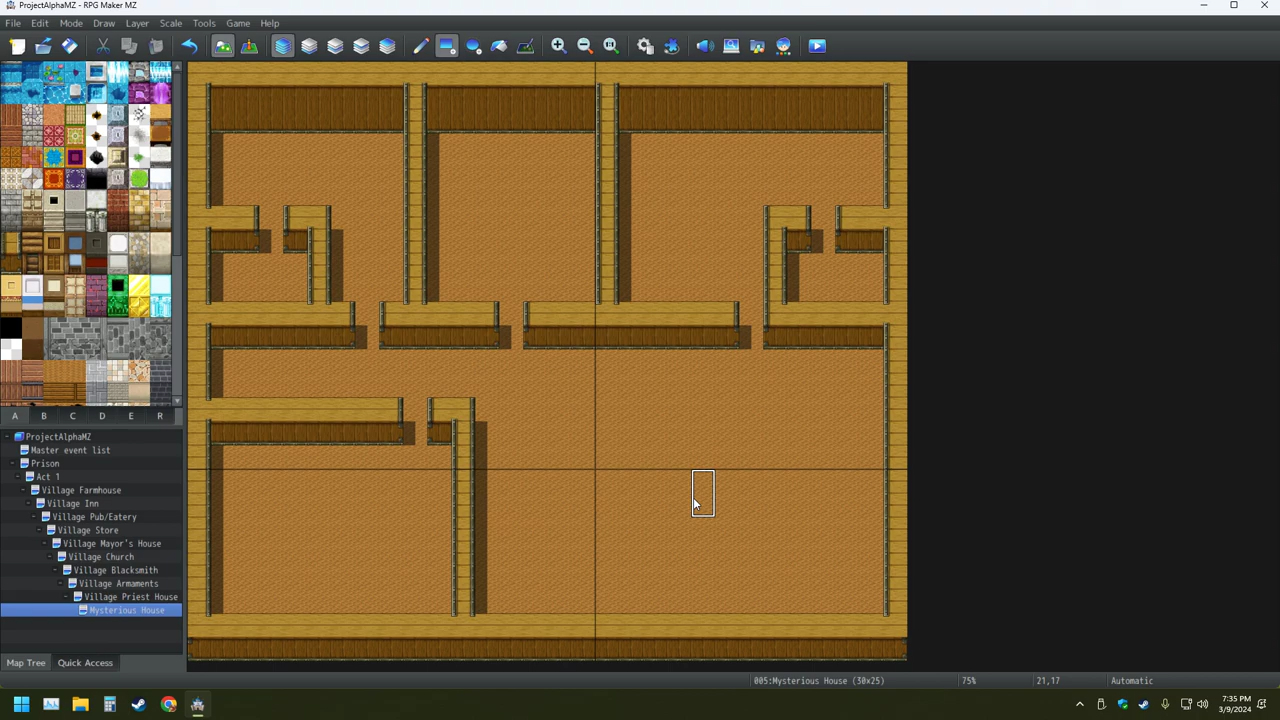 ProjectAlphaMZ - RPG Maker MZ
File Edit Mode Draw Layer Scale Tools Game Help
A B C D E R
ProjectAlphaMZ
Master event list
Prison
Act 1
Village Farmhouse
Village Inn
Village Pub/Eatery
Village Store
Village Mayor's House
Village Church
Village Blacksmith
Village Armaments
Village Priest House
Mysterious House
Map Tree Quick Access
005:Mysterious House (30x25) 75% 21,17 Automatic
7:35 PM
3/9/2024